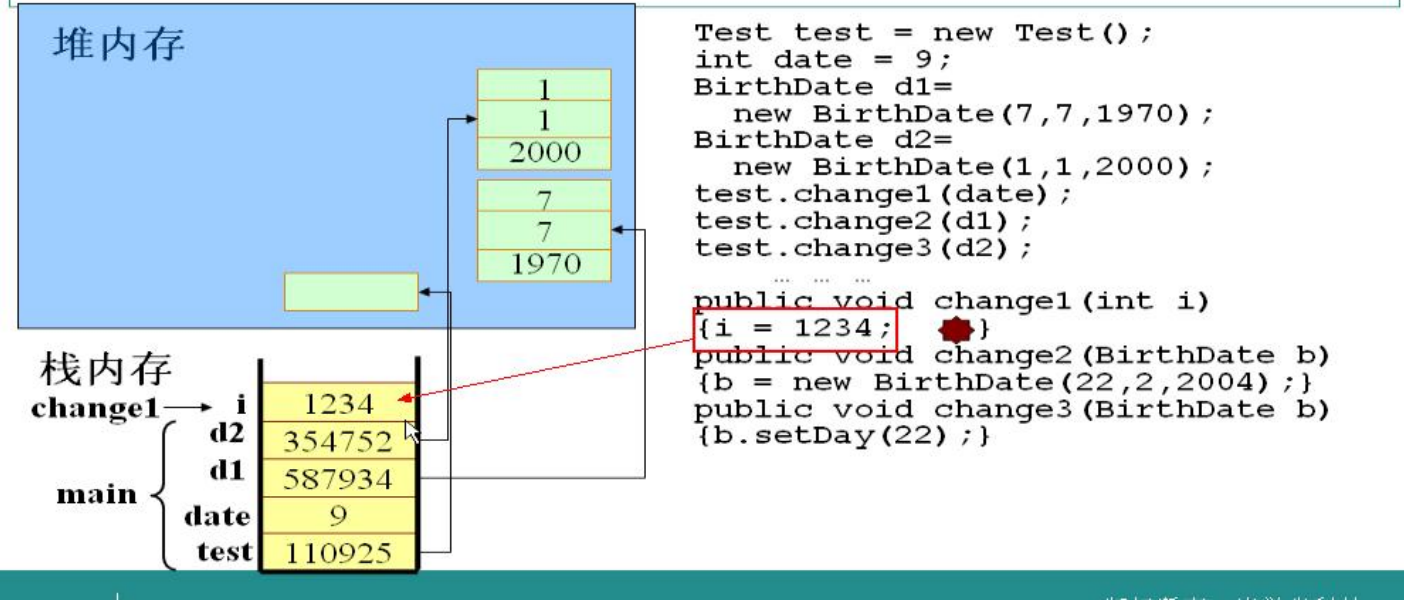 堆内存
1
1
2000
7
7
1970
栈内存
change1
i
1234
d2
354752
d1
587934
main
date
9
test
110925
Test test = new Test();
int date = 9;
BirthDate d1=
new BirthDate(7,7,1970);
BirthDate d2=
new BirthDate(1,1,2000);
test.change1(date);
test.change2(d1);
test.change3(d2);
… … …
public void change1(int i)
{i = 1234; }
public void change2(BirthDate b)
{b = new BirthDate(22,2,2004);}
public void change3(BirthDate b)
{b.setDay(22);}